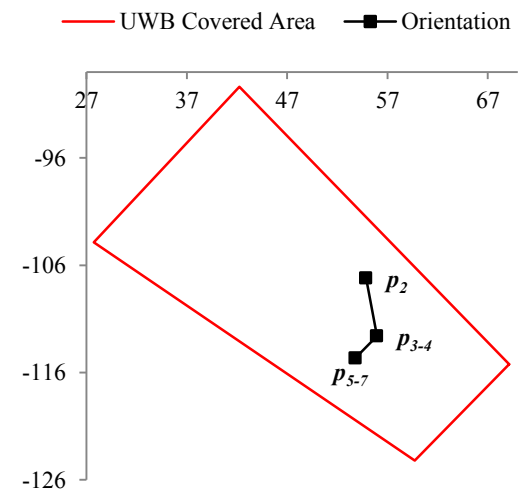 UWB Covered Area Orientation
27 37 47 57 67
-96
-106
p2
p3-4
-116
p5-7
-126